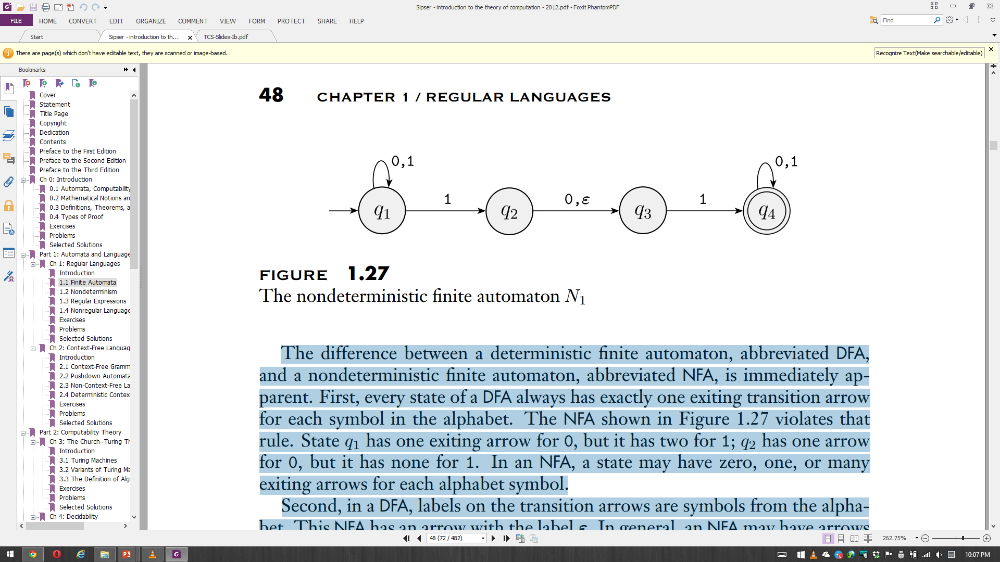 Sipser - introduction to the theory of computation - 2012.pdf - Foxit PhantomPDF
FILE HOME CONVERT EDIT ORGANIZE COMMENT VIEW FORM PROTECT SHARE HELP
Find
Start
Sipser - introduction to th...
TCS-Slides-Ib.pdf
There are page(s) which don't have editable text, they are scanned or image-based.
Recognize Text(Make searchable/editable)
Bookmarks
Cover
Statement
Title Page
Copyright
Dedication
Contents
Preface to the First Edition
Preface to the Second Edition
Preface to the Third Edition
Ch 0: Introduction
0.1 Automata, Computability
0.2 Mathematical Notions an
0.3 Definitions, Theorems, a
0.4 Types of Proof
Exercises
Problems
Selected Solutions
Part 1: Automata and Language
Ch 1: Regular Languages
Introduction
1.1 Finite Automata
1.2 Nondeterminism
1.3 Regular Expressions
1.4 Nonregular Language
Exercises
Problems
Selected Solutions
Ch 2: Context-Free Languag
Introduction
2.1 Context-Free Gramm
2.2 Pushdown Automata
2.3 Non-Context-Free La
2.4 Deterministic Contex
Exercises
Problems
Selected Solutions
Part 2: Computability Theory
Ch 3: The Church–Turing Th
Introduction
3.1 Turing Machines
3.2 Variants of Turing Ma
3.3 The Definition of Alg
Exercises
Problems
Selected Solutions
Ch 4: Decidability
48 CHAPTER 1 / REGULAR LANGUAGES
0,1 0,1
1 0,ε 1
q1 q2 q3 q4
FIGURE 1.27
The nondeterministic finite automaton N1
The difference between a deterministic finite automaton, abbreviated DFA,
and a nondeterministic finite automaton, abbreviated NFA, is immediately ap-
parent. First, every state of a DFA always has exactly one exiting transition arrow
for each symbol in the alphabet. The NFA shown in Figure 1.27 violates that
rule. State q1 has one exiting arrow for 0, but it has two for 1; q2 has one arrow
for 0, but it has none for 1. In an NFA, a state may have zero, one, or many
exiting arrows for each alphabet symbol.
Second, in a DFA, labels on the transition arrows are symbols from the alpha-
bet. This NFA has an arrow with the label ε. In general, an NFA may have arrows
48 (72 / 482)
262.75%
10:07 PM